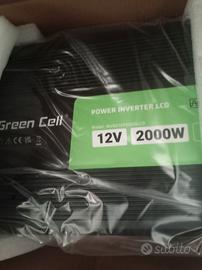 Green Cell
POWER INVERTER LCD
12V 2000W
subito